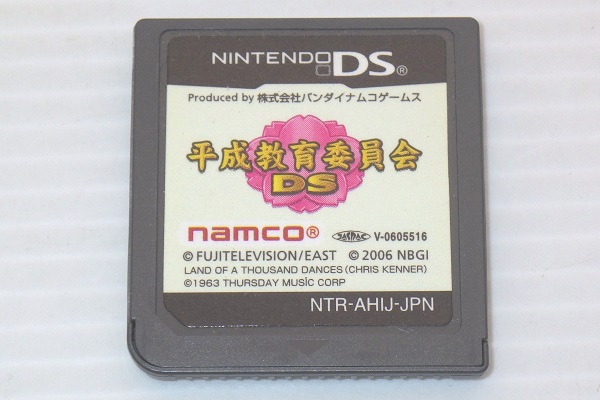 NINTENDO DS®
Produced by 株式会社バンダイナムコゲームス
平成教育委員会
DS
namco® JASRAC V-0605516
© FUJITELEVISION/EAST © 2006 NBGI
LAND OF A THOUSAND DANCES (CHRIS KENNER)
©1963 THURSDAY MUSIC CORP
NTR-AHIJ-JPN